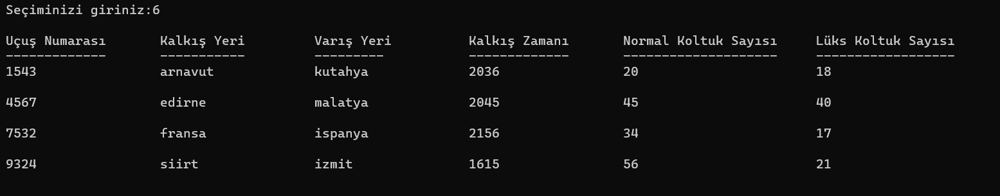 Seçiminizi giriniz:6
Uçuş Numarası Kalkış Yeri Varış Yeri Kalkış Zamanı Normal Koltuk Sayısı Lüks Koltuk Sayısı
------------- ----------- --------- ------------- -------------------- ------------------
1543 arnavut kutahya 2036 20 18
4567 edirne malatya 2045 45 40
7532 fransa ispanya 2156 34 17
9324 siirt izmit 1615 56 21